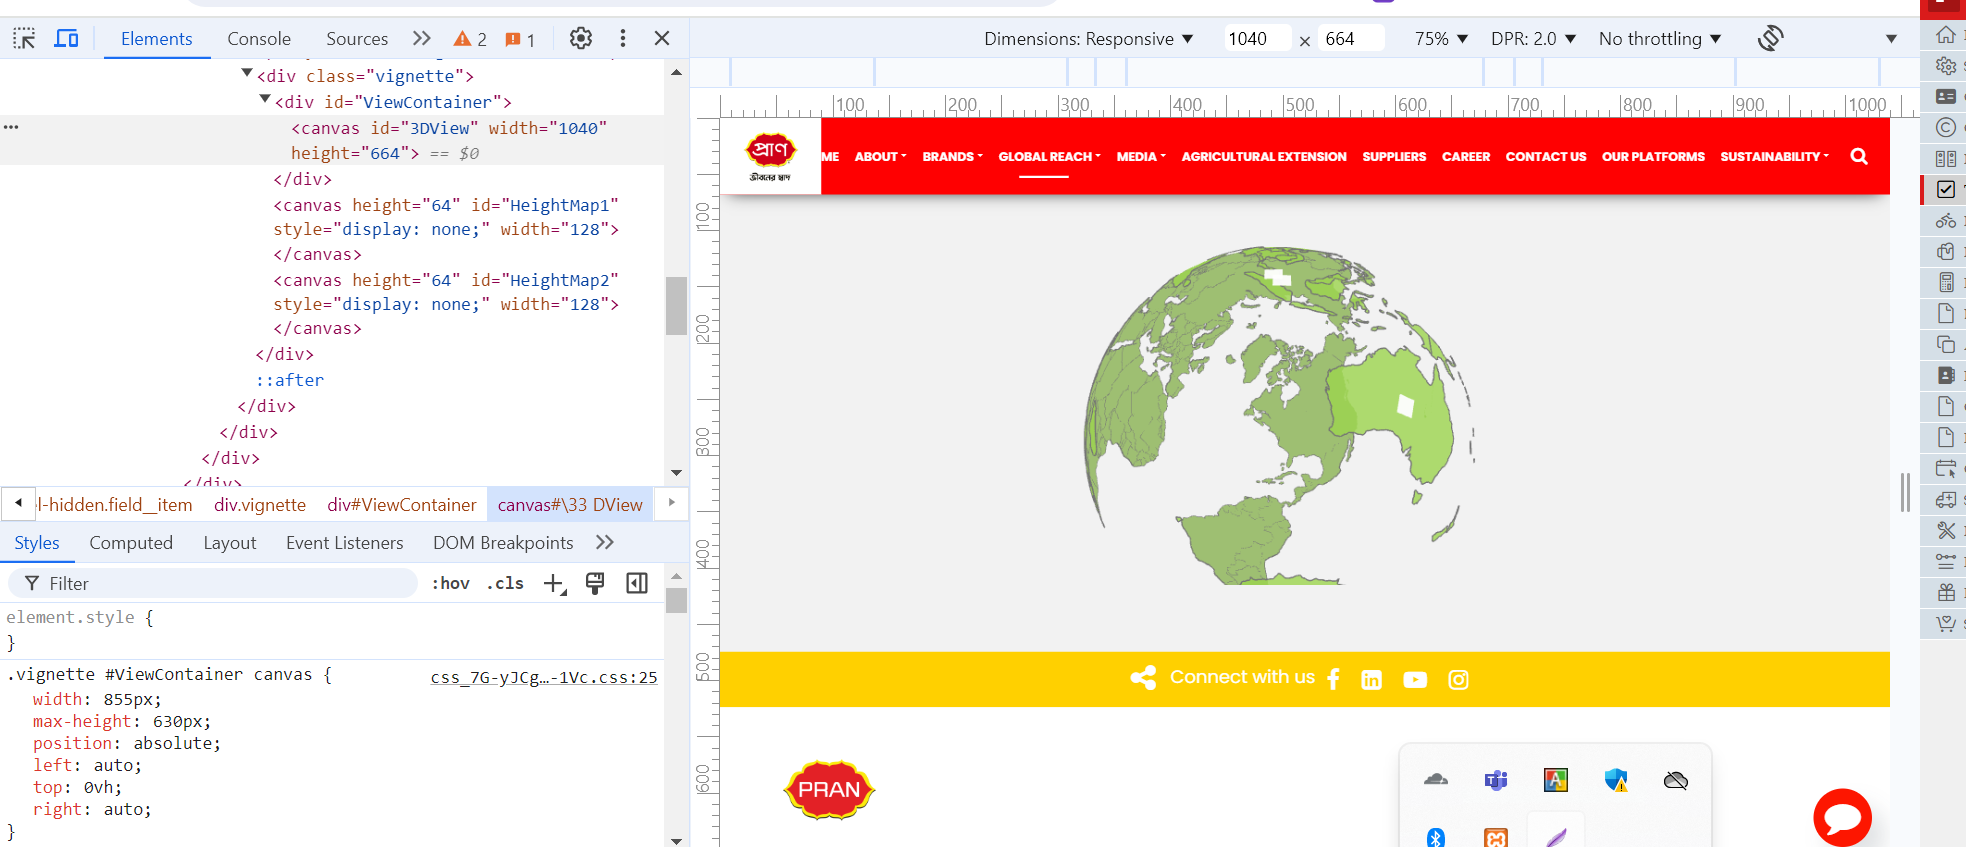 Elements Console Sources 2 1
Dimensions: Responsive 1040 × 664 75% DPR: 2.0 No throttling
<div class="vignette">
<div id="ViewContainer">
<canvas id="3DView" width="1040"
height="664"> == $0
</div>
<canvas height="64" id="HeightMap1"
style="display: none;" width="128">
</canvas>
<canvas height="64" id="HeightMap2"
style="display: none;" width="128">
</canvas>
</div>
::after
</div>
</div>
</div>
</div>
l-hidden.field__item div.vignette div#ViewContainer canvas#\33 DView
Styles Computed Layout Event Listeners DOM Breakpoints
Filter :hov .cls
element.style {
}
.vignette #ViewContainer canvas { css_7G-yJCg…-1Vc.css:25
width: 855px;
max-height: 630px;
position: absolute;
left: auto;
top: 0vh;
right: auto;
}
100 200 300 400 500 600 700 800 900 1000
100
200
300
400
500
600
প্রাণ
জীবনের স্বাদ
ME ABOUT BRANDS GLOBAL REACH MEDIA AGRICULTURAL EXTENSION SUPPLIERS CAREER CONTACT US OUR PLATFORMS SUSTAINABILITY
Connect with us
PRAN